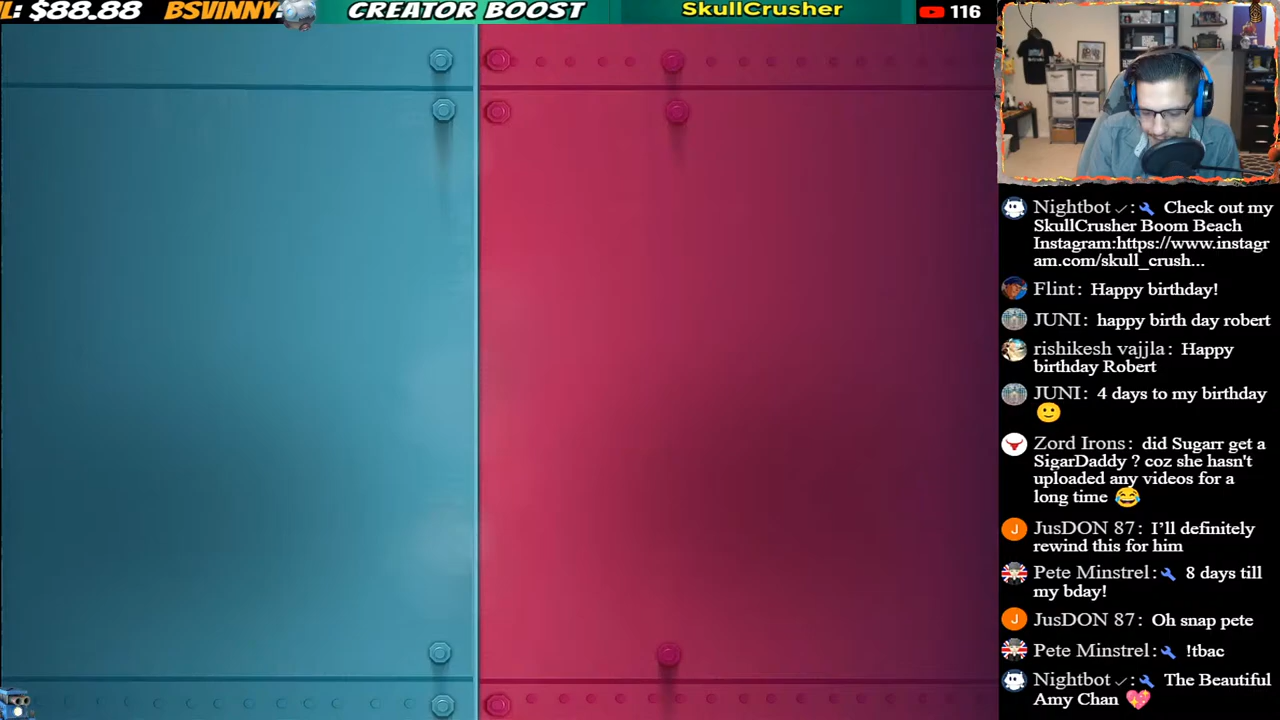 L: $88.88 BSVINNY: CREATOR BOOST SkullCrusher 116
Nightbot: Check out my
SkullCrusher Boom Beach
Instagram:https://www.instagr
am.com/skull_crush...
Flint: Happy birthday!
JUNI: happy birth day robert
rishikesh vajjla: Happy
birthday Robert
JUNI: 4 days to my birthday
Zord Irons: did Sugarr get a
SigarDaddy ? coz she hasn't
uploaded any videos for a
long time
JusDON 87: I’ll definitely
rewind this for him
Pete Minstrel: 8 days till
my bday!
JusDON 87: Oh snap pete
Pete Minstrel: !tbac
Nightbot: The Beautiful
Amy Chan